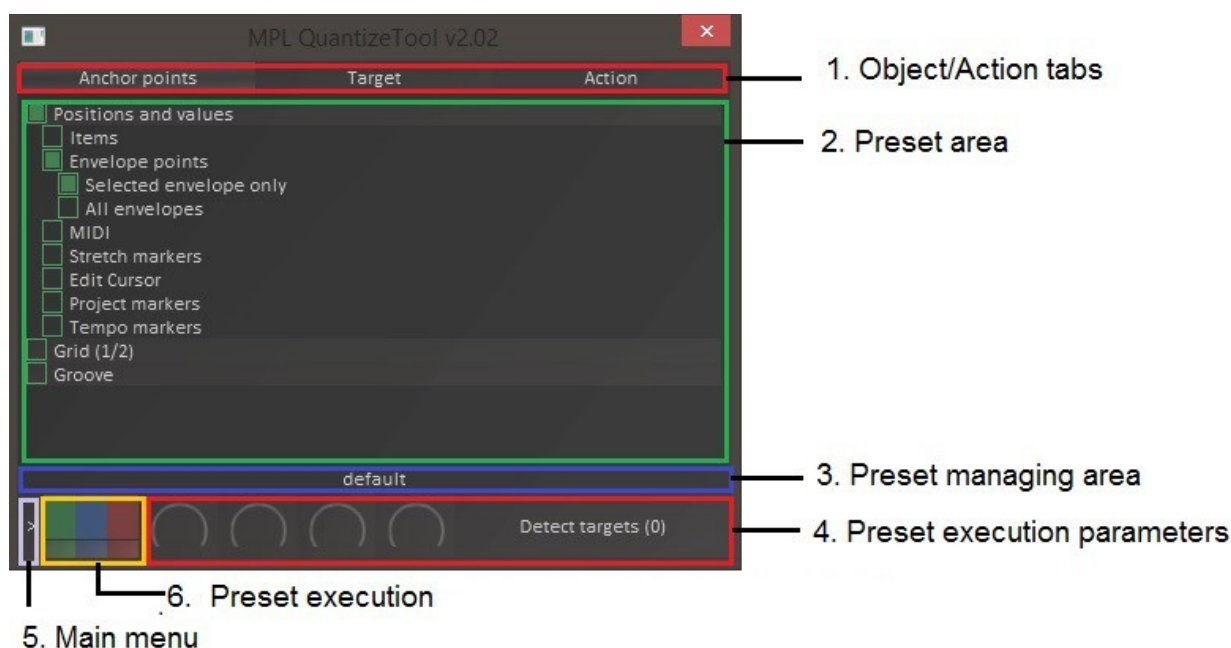 MPL QuantizeTool v2.02
×
Anchor points Target Action
1. Object/Action tabs
Positions and values
Items
2. Preset area
Envelope points
Selected envelope only
All envelopes
MIDI
Stretch markers
Edit Cursor
Project markers
Tempo markers
Grid (1/2)
Groove
default
3. Preset managing area
>
Detect targets (0)
4. Preset execution parameters
6. Preset execution
5. Main menu